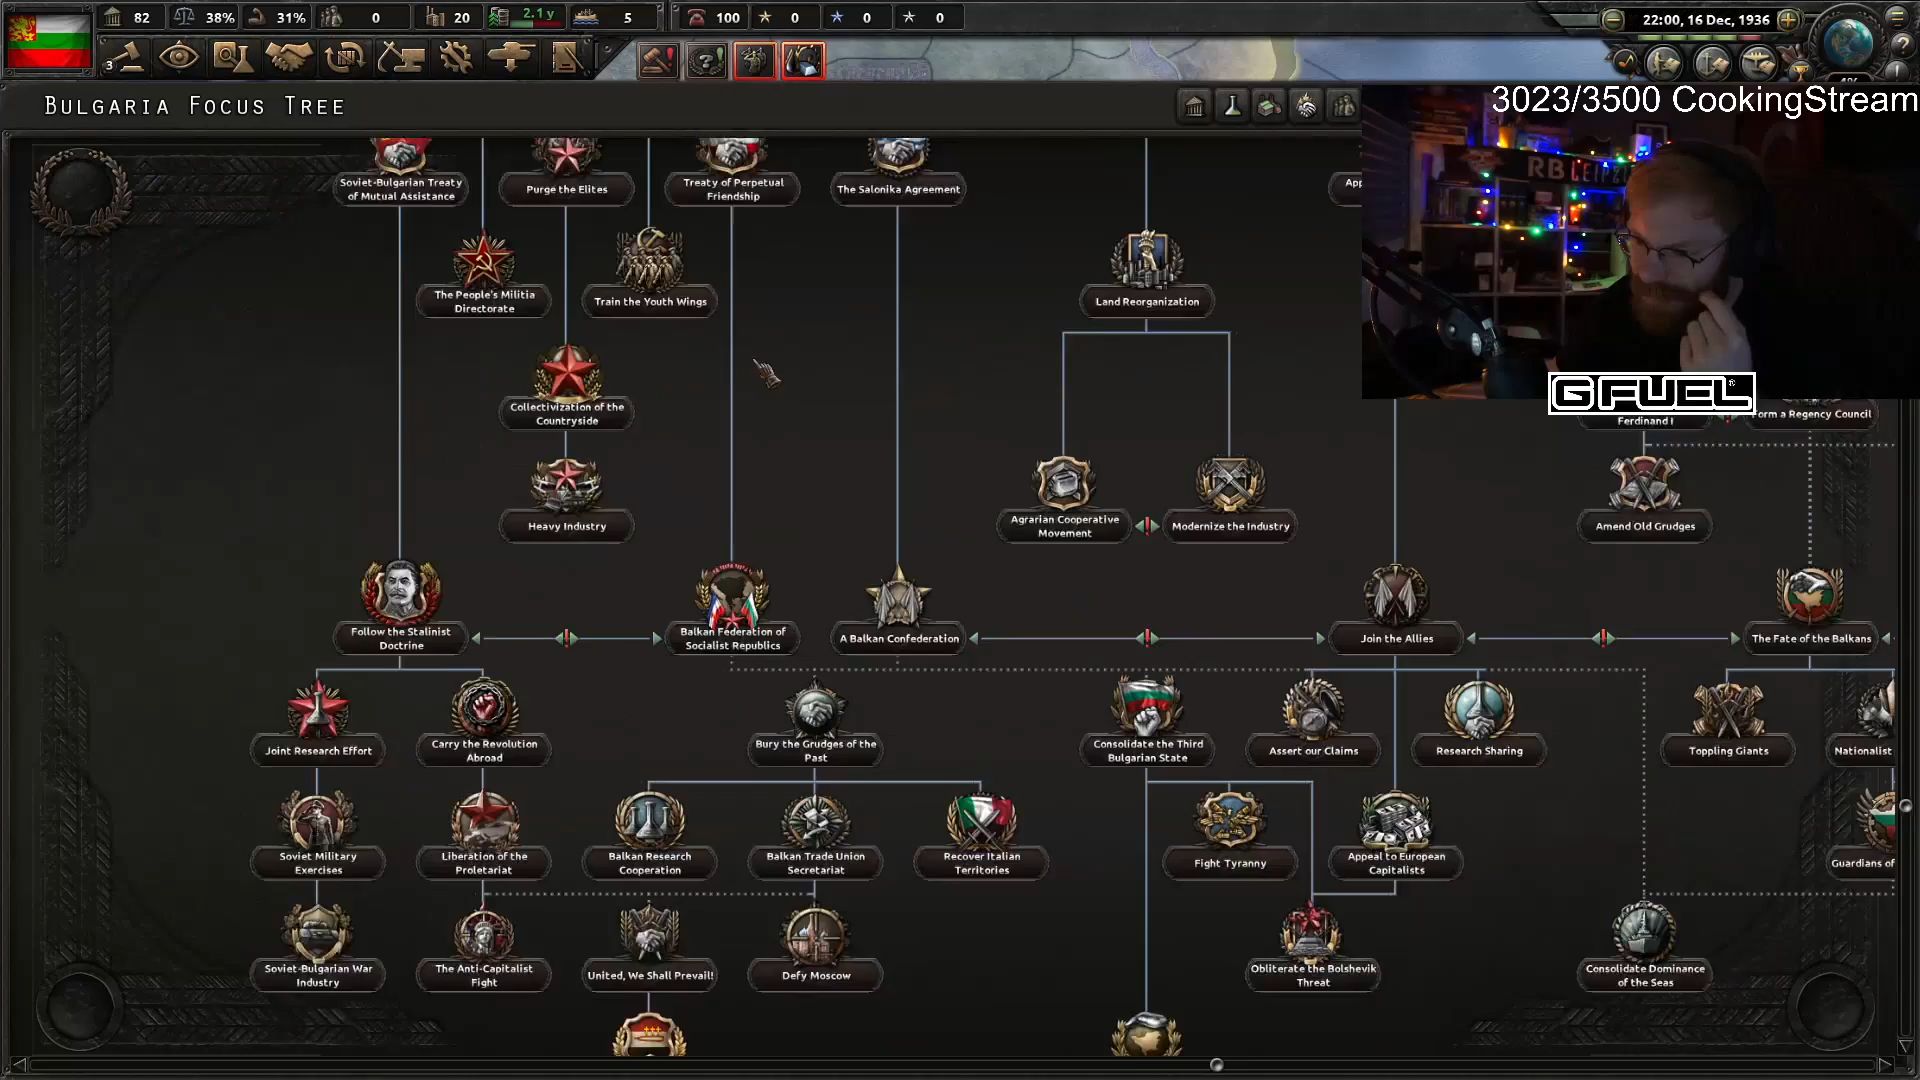 82
38%
31%
0
20
2.1 y
5
100
0
0
0
22:00, 16 Dec, 1936
3
4%
Bulgaria Focus Tree
3023/3500 CookingStream
RB LEIPZI
G FUEL
Soviet-Bulgarian Treaty
of Mutual Assistance
Purge the Elites
Treaty of Perpetual
Friendship
The Salonika Agreement
App
The People's Militia
Directorate
Train the Youth Wings
Land Reorganization
Collectivization of the
Countryside
Ferdinand I
Form a Regency Council
Heavy Industry
Agrarian Cooperative
Movement
Modernize the Industry
Amend Old Grudges
Follow the Stalinist
Doctrine
Balkan Federation of
Socialist Republics
A Balkan Confederation
Join the Allies
The Fate of the Balkans
Joint Research Effort
Carry the Revolution
Abroad
Bury the Grudges of the
Past
Consolidate the Third
Bulgarian State
Assert our Claims
Research Sharing
Toppling Giants
Nationalist
Soviet Military
Exercises
Liberation of the
Proletariat
Balkan Research
Cooperation
Balkan Trade Union
Secretariat
Recover Italian
Territories
Fight Tyranny
Appeal to European
Capitalists
Guardians of
Soviet-Bulgarian War
Industry
The Anti-Capitalist
Fight
United, We Shall Prevail!
Defy Moscow
Obliterate the Bolshevik
Threat
Consolidate Dominance
of the Seas